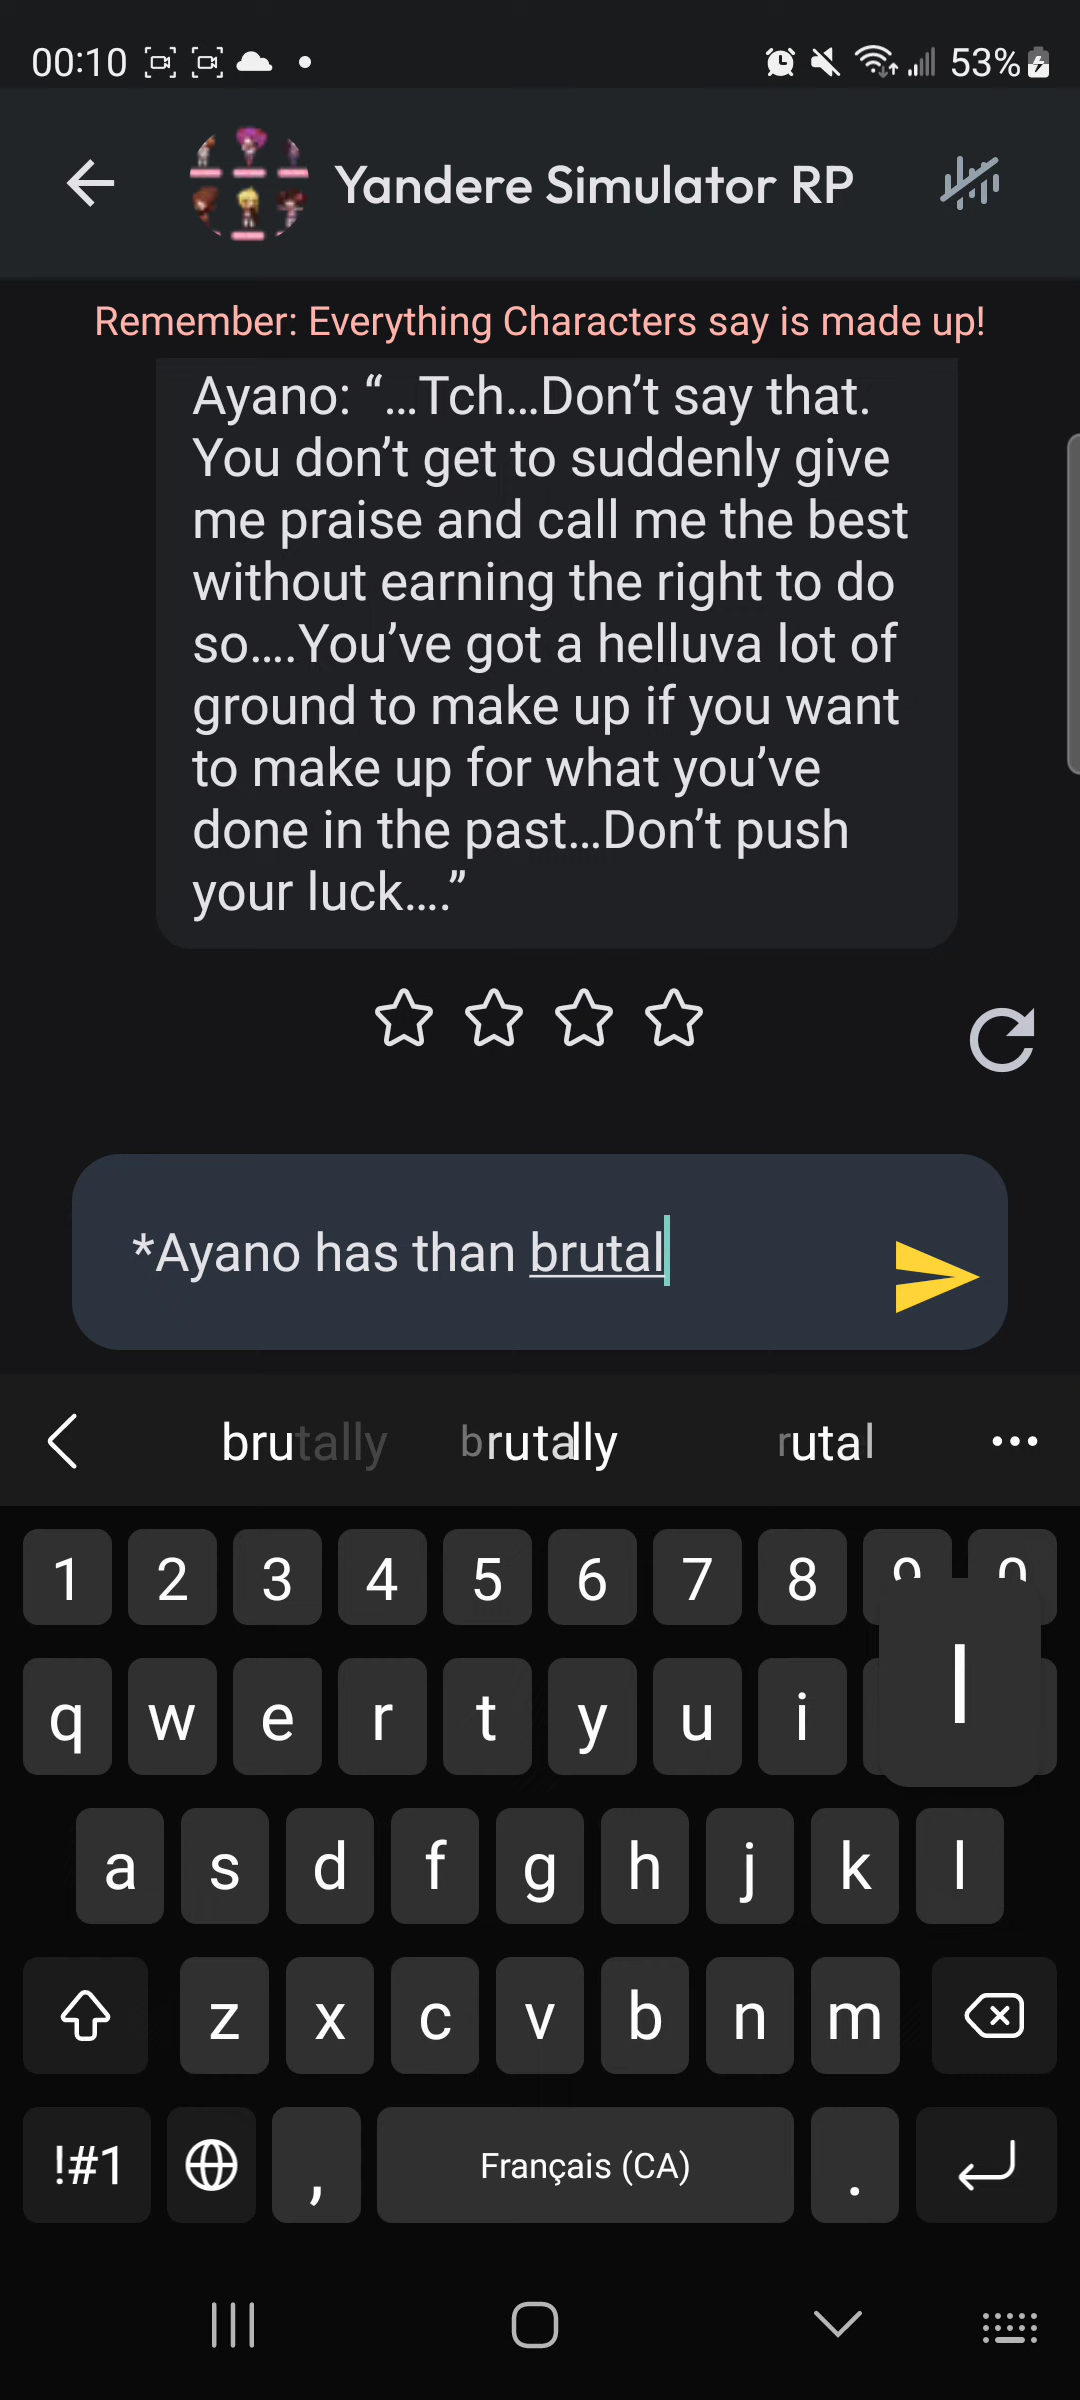 00:10
53%
Yandere Simulator RP
Remember: Everything Characters say is made up!
Ayano: “...Tch...Don’t say that.
You don’t get to suddenly give
me praise and call me the best
without earning the right to do
so....You’ve got a helluva lot of
ground to make up if you want
to make up for what you’ve
done in the past...Don’t push
your luck....”
*Ayano has than brutal
brutally brutally rutal
1 2 3 4 5 6 7 8 9 0
q w e r t y u i l
a s d f g h j k l
z x c v b n m
!#1 , Français (CA) .